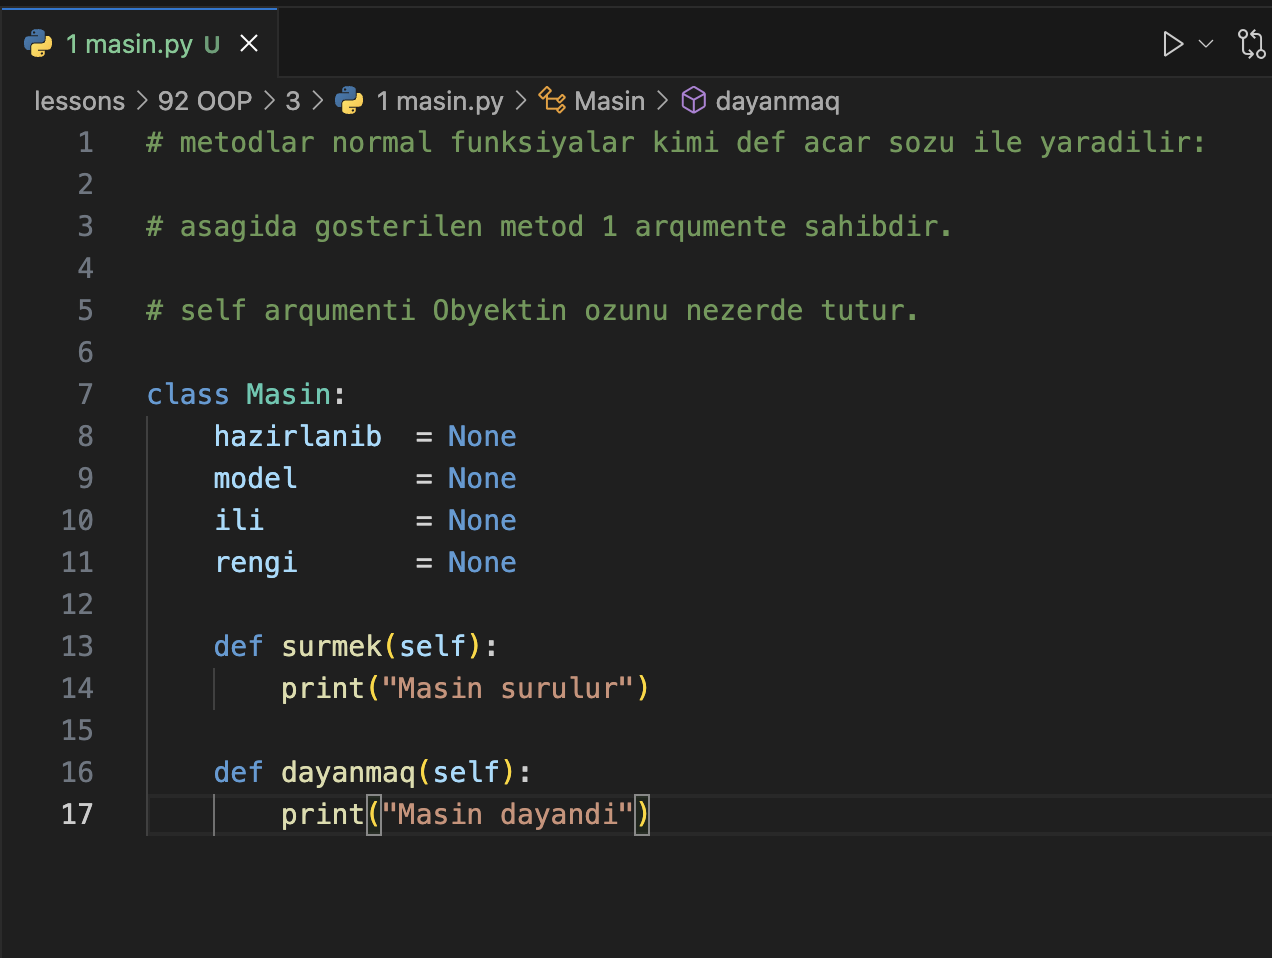 1 masin.py U
lessons > 92 OOP > 3 > 1 masin.py > Masin > dayanmaq
1 # metodlar normal funksiyalar kimi def acar sozu ile yaradilir:
2
3 # asagida gosterilen metod 1 arqumente sahibdir.
4
5 # self arqumenti Obyektin ozunu nezerde tutur.
6
7 class Masin:
8     hazirlanib  = None
9     model       = None
10     ili         = None
11     rengi       = None
12
13     def surmek(self):
14         print("Masin surulur")
15
16     def dayanmaq(self):
17         print("Masin dayandi")